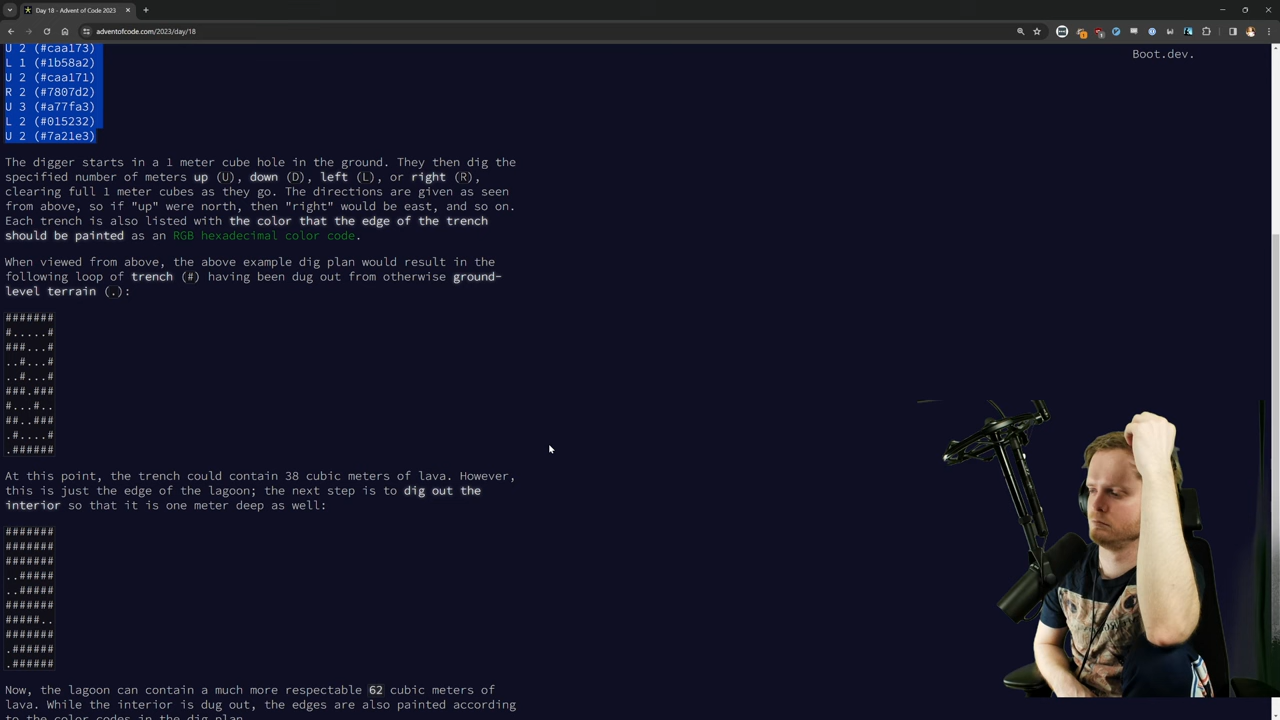 Day 18 - Advent of Code 2023
adventofcode.com/2023/day/18
U 2 (#caa173)
L 1 (#1b58a2)
U 2 (#caa171)
R 2 (#7807d2)
U 3 (#a77fa3)
L 2 (#015232)
U 2 (#7a21e3)
Boot.dev.
The digger starts in a 1 meter cube hole in the ground. They then dig the
specified number of meters up (U), down (D), left (L), or right (R),
clearing full 1 meter cubes as they go. The directions are given as seen
from above, so if "up" were north, then "right" would be east, and so on.
Each trench is also listed with the color that the edge of the trench
should be painted as an RGB hexadecimal color code.
When viewed from above, the above example dig plan would result in the
following loop of trench (#) having been dug out from otherwise ground-
level terrain (.):
#######
#.....#
###...#
..#...#
..#...#
###.###
#...#..
##..###
.#....#
.######
At this point, the trench could contain 38 cubic meters of lava. However,
this is just the edge of the lagoon; the next step is to dig out the
interior so that it is one meter deep as well:
#######
#######
#######
..#####
..#####
#######
#####..
#######
.######
.######
Now, the lagoon can contain a much more respectable 62 cubic meters of
lava. While the interior is dug out, the edges are also painted according
to the color codes in the dig plan.